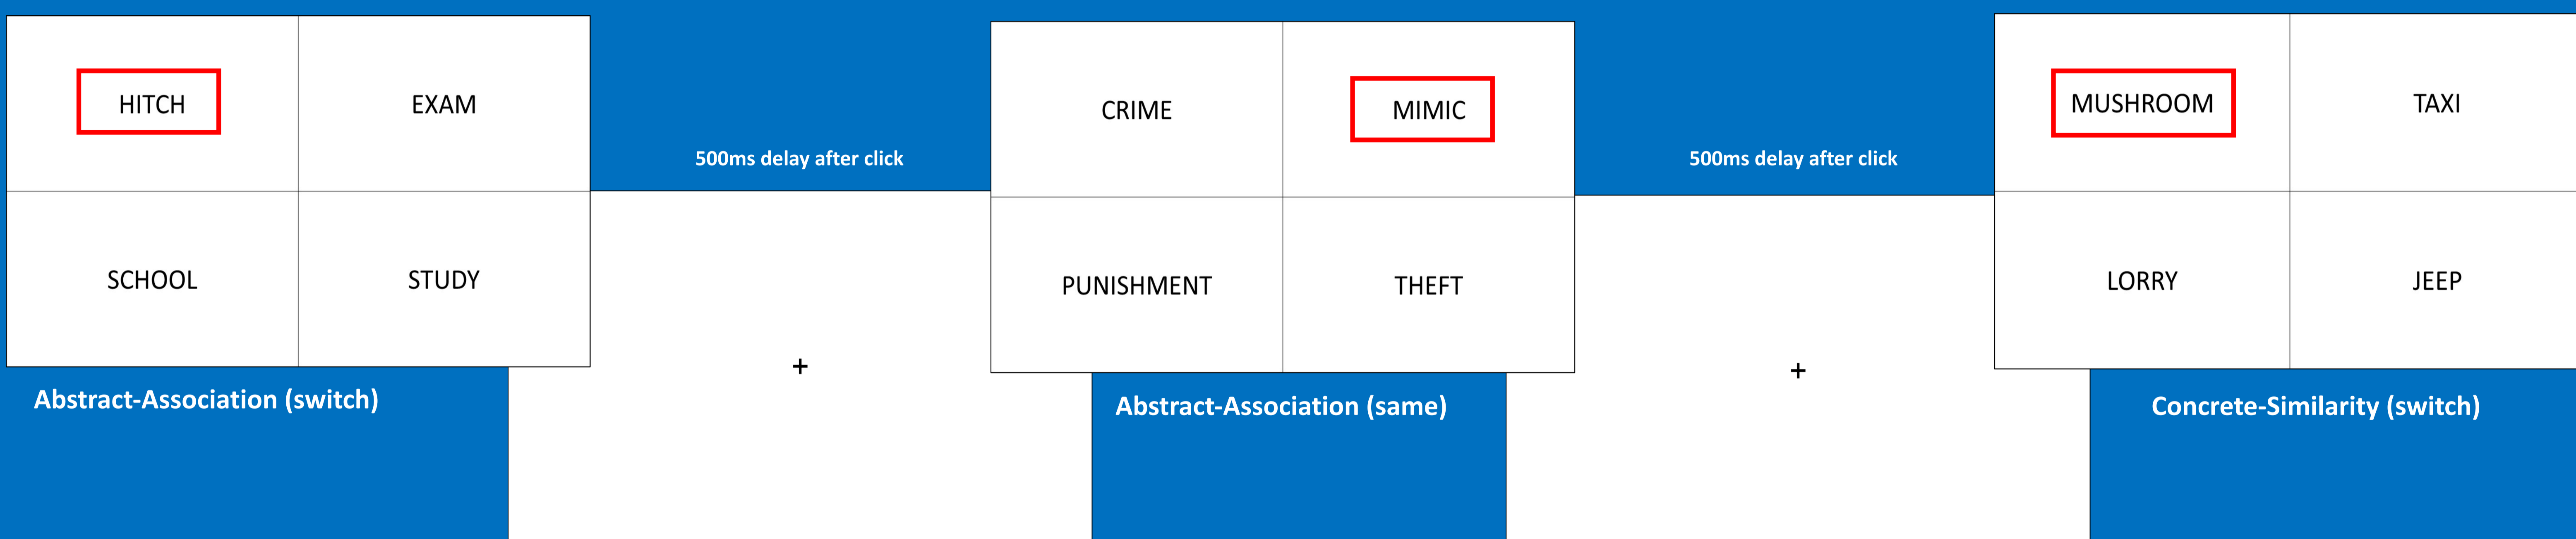 HITCH
EXAM
SCHOOL
STUDY
Abstract-Association (switch)
500ms delay after click
+
CRIME
MIMIC
PUNISHMENT
THEFT
Abstract-Association (same)
500ms delay after click
+
MUSHROOM
TAXI
LORRY
JEEP
Concrete-Similarity (switch)